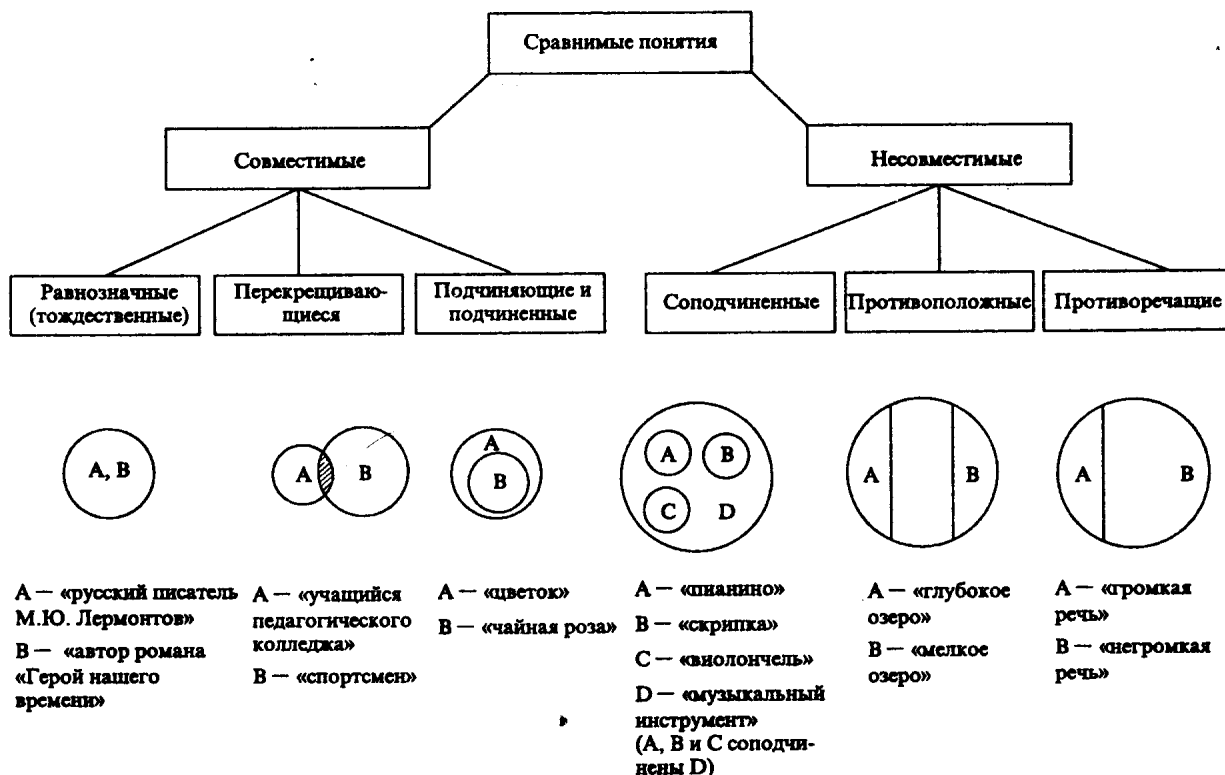 Сравнимые понятия
Совместимые
Несовместимые
Равнозначные
(тождественные)
Перекрещиваю-
щиеся
Подчиняющие и
подчиненные
Соподчиненные
Противоположные
Противоречащие
A, B
A
B
A
B
A
B
C
D
A
B
A
B
A — «русский писатель
М.Ю. Лермонтов»
B — «автор романа
«Герой нашего
времени»
A — «учащийся
педагогического
колледжа»
B — «спортсмен»
A — «цветок»
B — «чайная роза»
A — «пианино»
B — «скрипка»
C — «виолончель»
D — «музыкальный
инструмент»
(A, B и C соподчи-
нены D)
A — «глубокое
озеро»
B — «мелкое
озеро»
A — «громкая
речь»
B — «негромкая
речь»